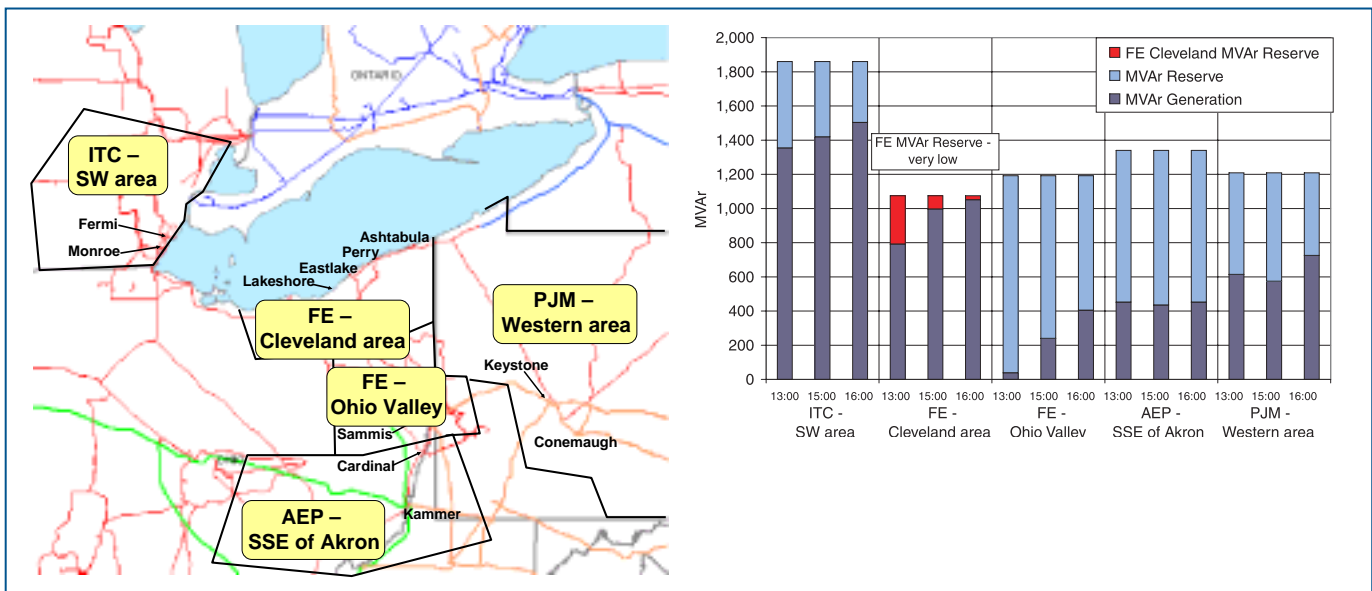 ONTARIO
ITC –
SW area
Fermi
Monroe
Ashtabula
Perry
Eastlake
Lakeshore
FE –
Cleveland area
PJM –
Western area
Keystone
FE –
Ohio Valley
Sammis
Conemaugh
Cardinal
AEP –
SSE of Akron
Kammer
2,000
1,800
1,600
1,400
1,200
1,000
800
600
400
200
0
MVAr
FE Cleveland MVAr Reserve
MVAr Reserve
MVAr Generation
FE MVAr Reserve -
very low
13:00 15:00 16:00 13:00 15:00 16:00 13:00 15:00 16:00 13:00 15:00 16:00 13:00 15:00 16:00
ITC - FE - FE - AEP - PJM -
SW area Cleveland area Ohio Valley SSE of Akron Western area